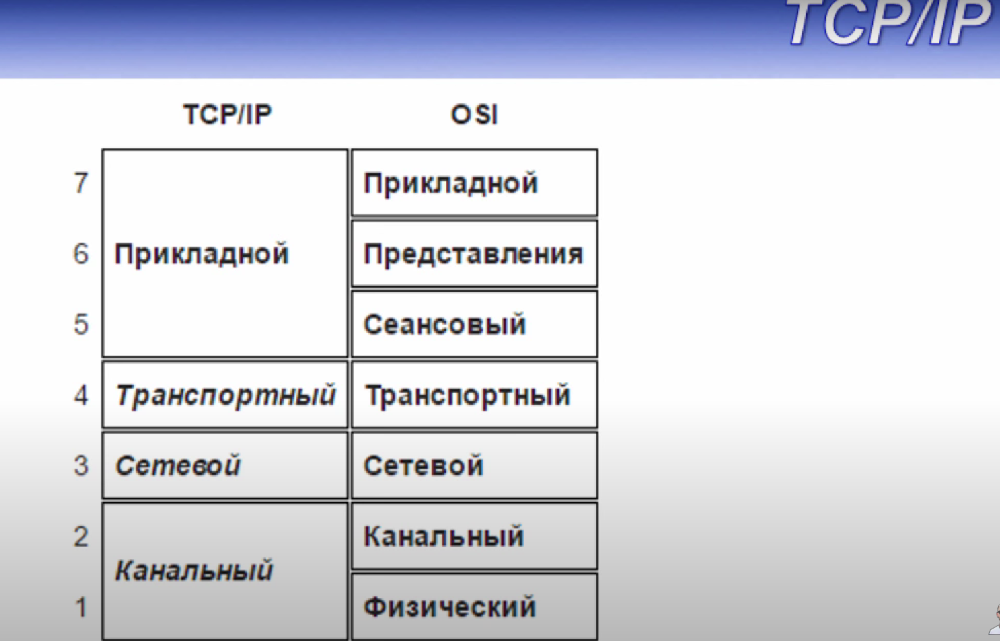 TCP/IP
TCP/IP OSI
7 Прикладной
6 Прикладной Представления
5 Сеансовый
4 Транспортный Транспортный
3 Сетевой Сетевой
2 Канальный
Канальный
1 Физический